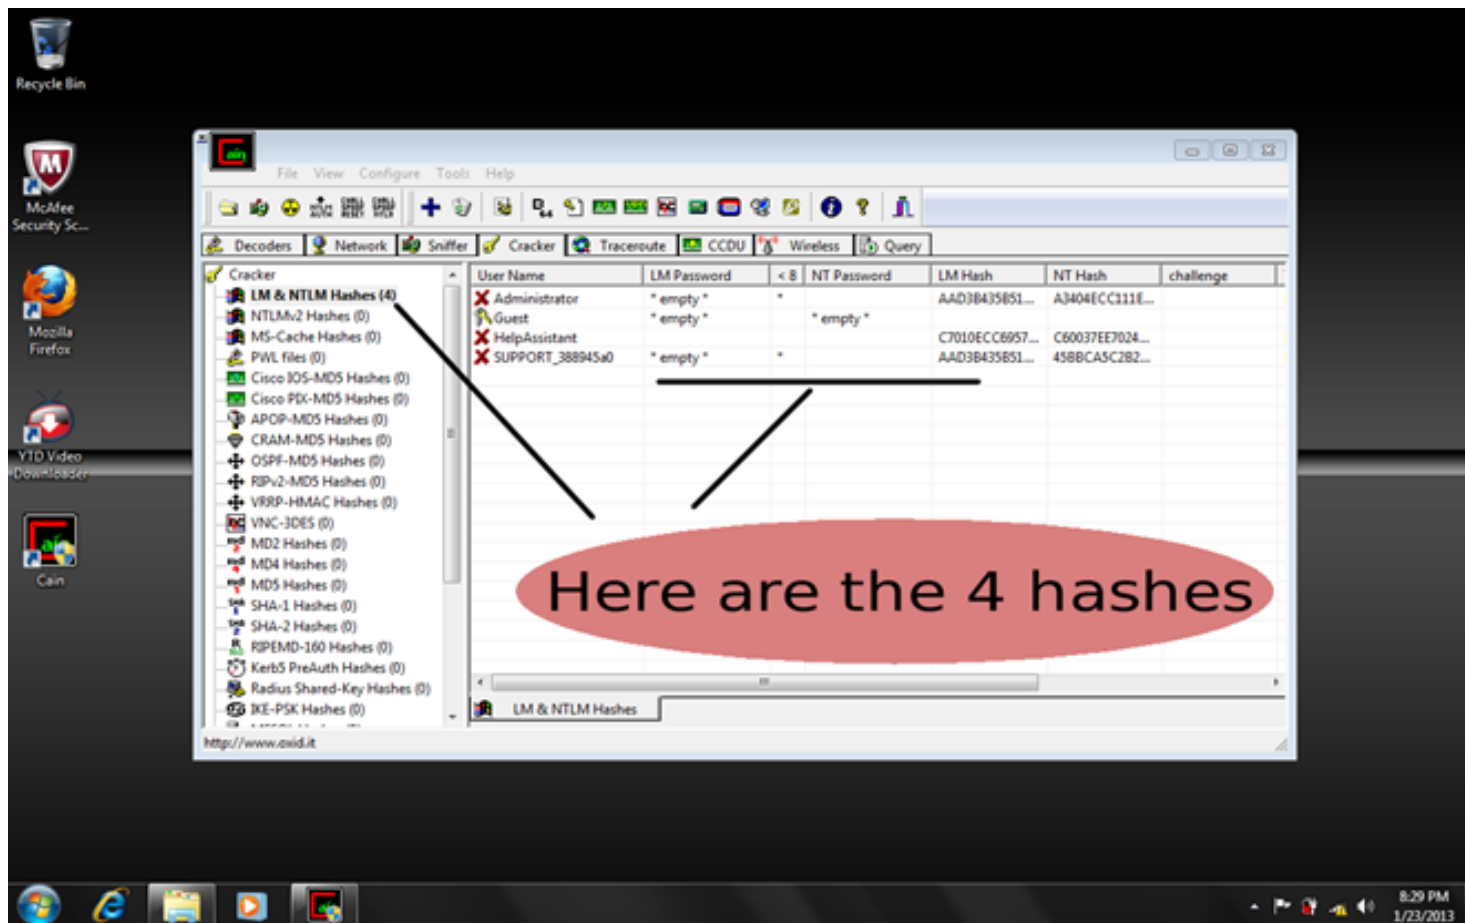 Recycle Bin
McAfee
Security Sc...
Mozilla
Firefox
YTD Video
Downloader
Cain
File View Configure Tools Help
Decoders Network Sniffer Cracker Traceroute CCDU Wireless Query
Cracker
LM & NTLM Hashes (4)
NTLMv2 Hashes (0)
MS-Cache Hashes (0)
PWL files (0)
Cisco IOS-MD5 Hashes (0)
Cisco PIX-MD5 Hashes (0)
APOP-MD5 Hashes (0)
CRAM-MD5 Hashes (0)
OSPF-MD5 Hashes (0)
RIPv2-MD5 Hashes (0)
VRRP-HMAC Hashes (0)
VNC-3DES (0)
MD2 Hashes (0)
MD4 Hashes (0)
MD5 Hashes (0)
SHA-1 Hashes (0)
SHA-2 Hashes (0)
RIPEMD-160 Hashes (0)
Kerb5 PreAuth Hashes (0)
Radius Shared-Key Hashes (0)
IKE-PSK Hashes (0)
User Name LM Password < 8 NT Password LM Hash NT Hash challenge
Administrator * empty * * AAD3B435B51... A3404ECC111E...
Guest * empty * * empty *
HelpAssistant C7010ECC6957... C60037EE7024...
SUPPORT_388945a0 * empty * * AAD3B435B51... 45BBCA5C2B2...
Here are the 4 hashes
LM & NTLM Hashes
http://www.oxid.it
8:29 PM
1/23/2013